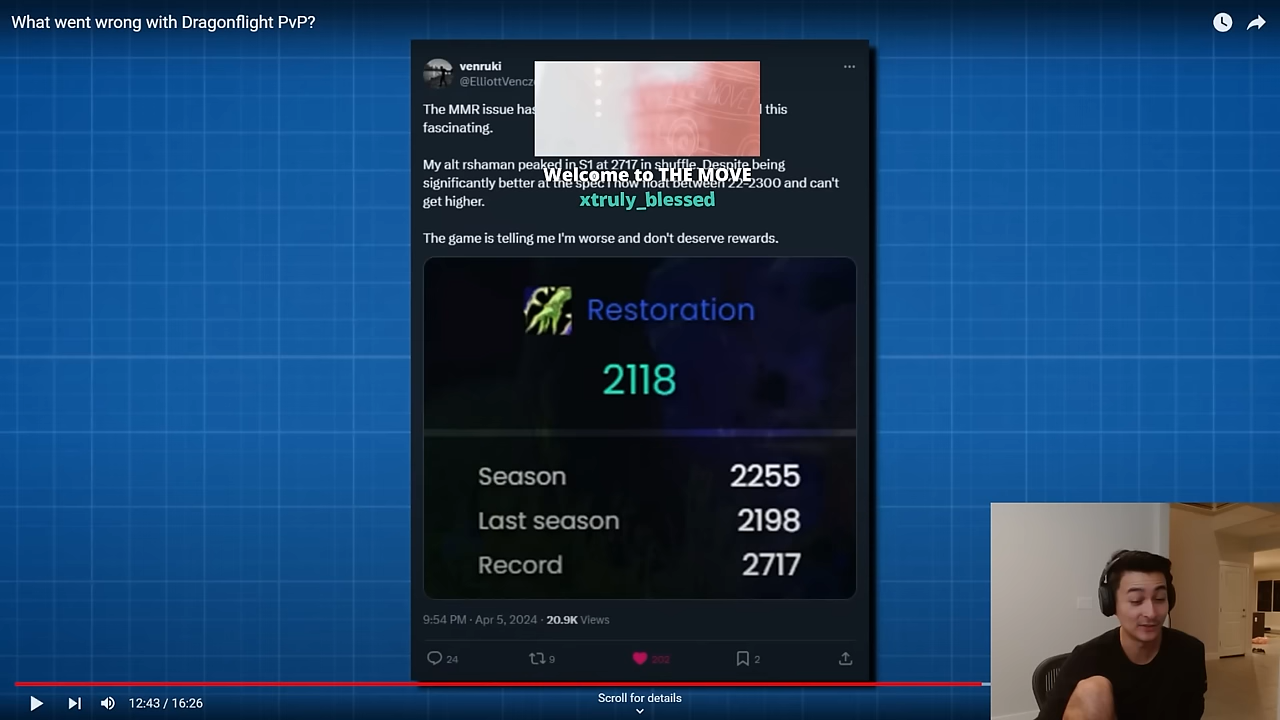 What went wrong with Dragonflight PvP?
venruki
@ElliottVencz
The MMR issue has this
fascinating.
My alt rshaman peaked in S1 at 2717 in shuffle. Despite being
Welcome to THE MOVE
significantly better at the spec I now float between 22-2300 and can't
xtruly_blessed
get higher.
The game is telling me I'm worse and don't deserve rewards.
Restoration
2118
Season 2255
Last season 2198
Record 2717
9:54 PM · Apr 5, 2024 · 20.9K Views
24 9 202 2
12:43 / 16:26
Scroll for details